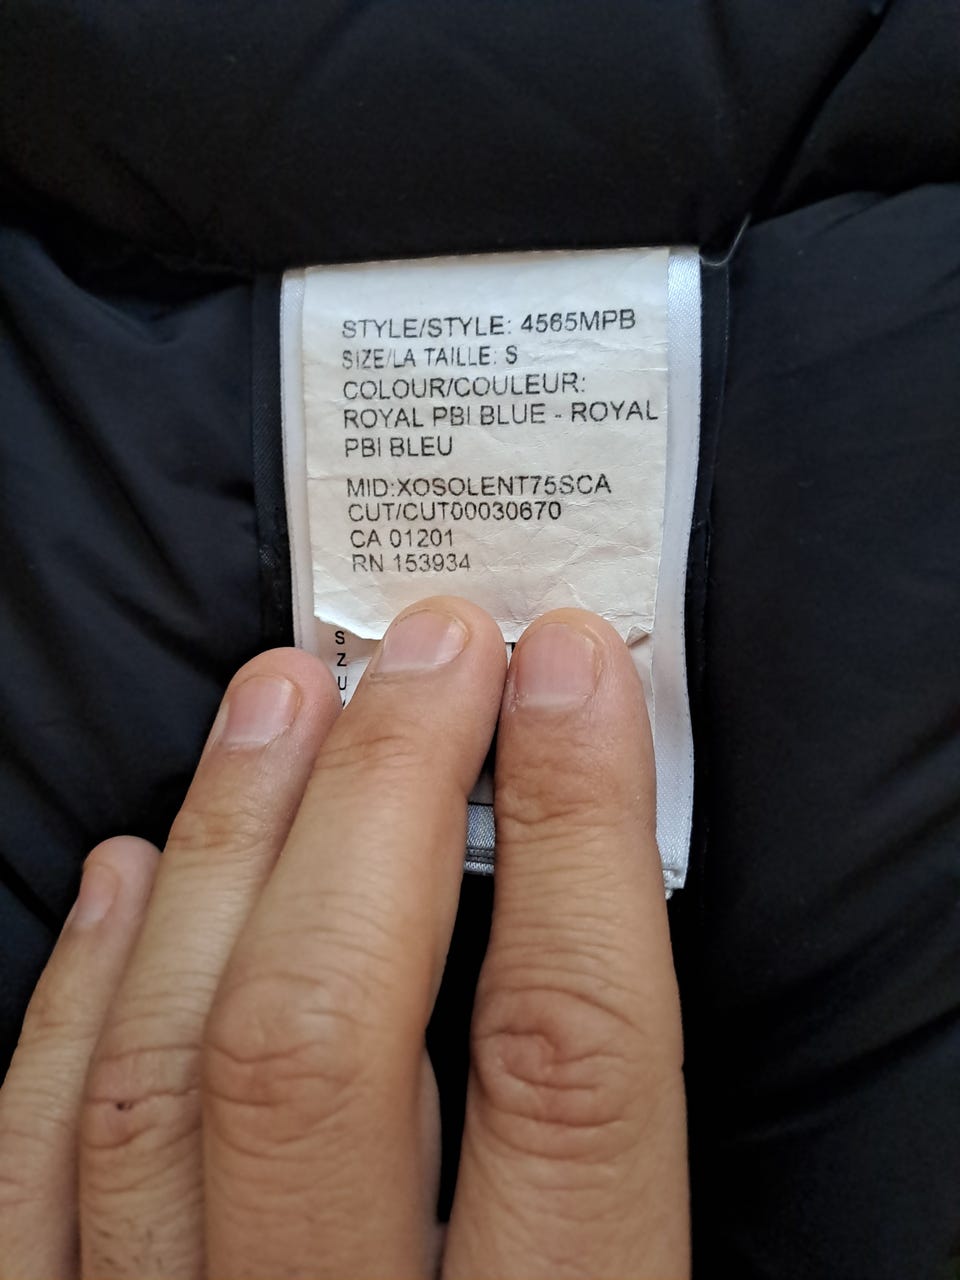 STYLE/STYLE: 4565MPB
SIZE/LA TAILLE: S
COLOUR/COULEUR:
ROYAL PBI BLUE - ROYAL
PBI BLEU
MID:XOSOLENT75SCA
CUT/CUT00030670
CA 01201
RN 153934
S
Z
U